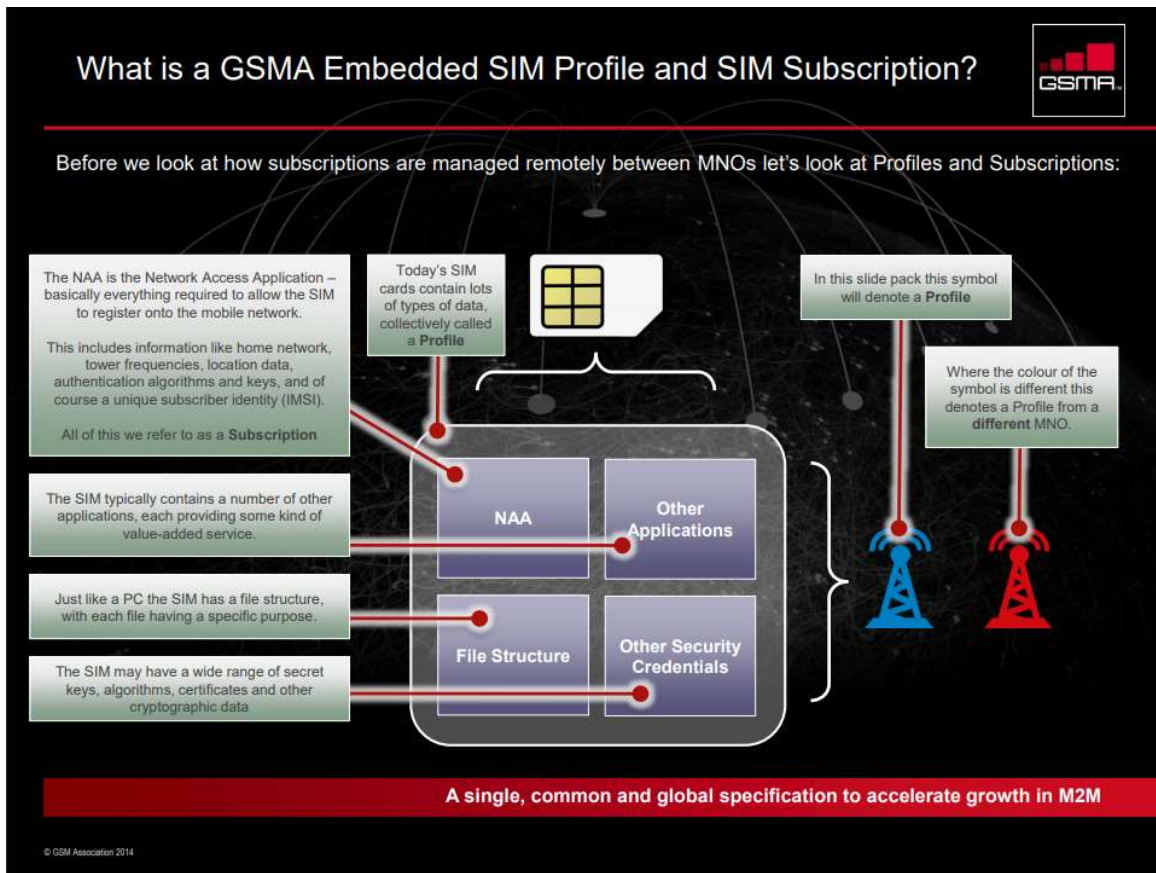 What is a GSMA Embedded SIM Profile and SIM Subscription?
GSMA™
Before we look at how subscriptions are managed remotely between MNOs let’s look at Profiles and Subscriptions:
The NAA is the Network Access Application –
basically everything required to allow the SIM
to register onto the mobile network.
This includes information like home network,
tower frequencies, location data,
authentication algorithms and keys, and of
course a unique subscriber identity (IMSI).
All of this we refer to as a Subscription
Today’s SIM
cards contain lots
of types of data,
collectively called
a Profile
In this slide pack this symbol
will denote a Profile
Where the colour of the
symbol is different this
denotes a Profile from a
different MNO.
The SIM typically contains a number of other
applications, each providing some kind of
value-added service.
Just like a PC the SIM has a file structure,
with each file having a specific purpose.
The SIM may have a wide range of secret
keys, algorithms, certificates and other
cryptographic data
NAA
Other
Applications
File Structure
Other Security
Credentials
A single, common and global specification to accelerate growth in M2M
© GSM Association 2014